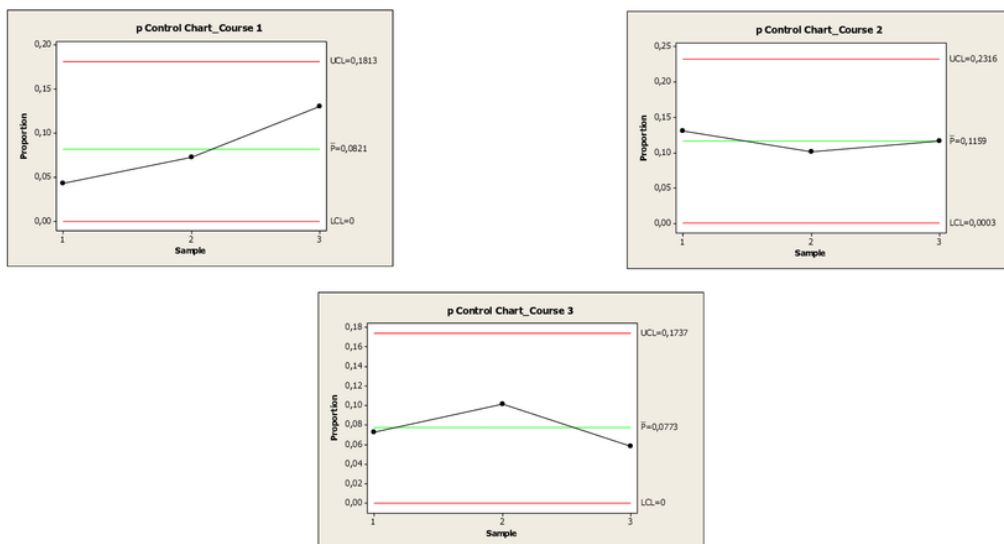 p Control Chart_Course 1
0,20
0,15
0,10
0,05
0,00
Proportion
UCL=0,1813
P̅=0,0821
LCL=0
1 2 3
Sample
p Control Chart_Course 2
0,25
0,20
0,15
0,10
0,05
0,00
Proportion
UCL=0,2316
P̅=0,1159
LCL=0,0003
1 2 3
Sample
p Control Chart_Course 3
0,18
0,16
0,14
0,12
0,10
0,08
0,06
0,04
0,02
0,00
Proportion
UCL=0,1737
P̅=0,0773
LCL=0
1 2 3
Sample